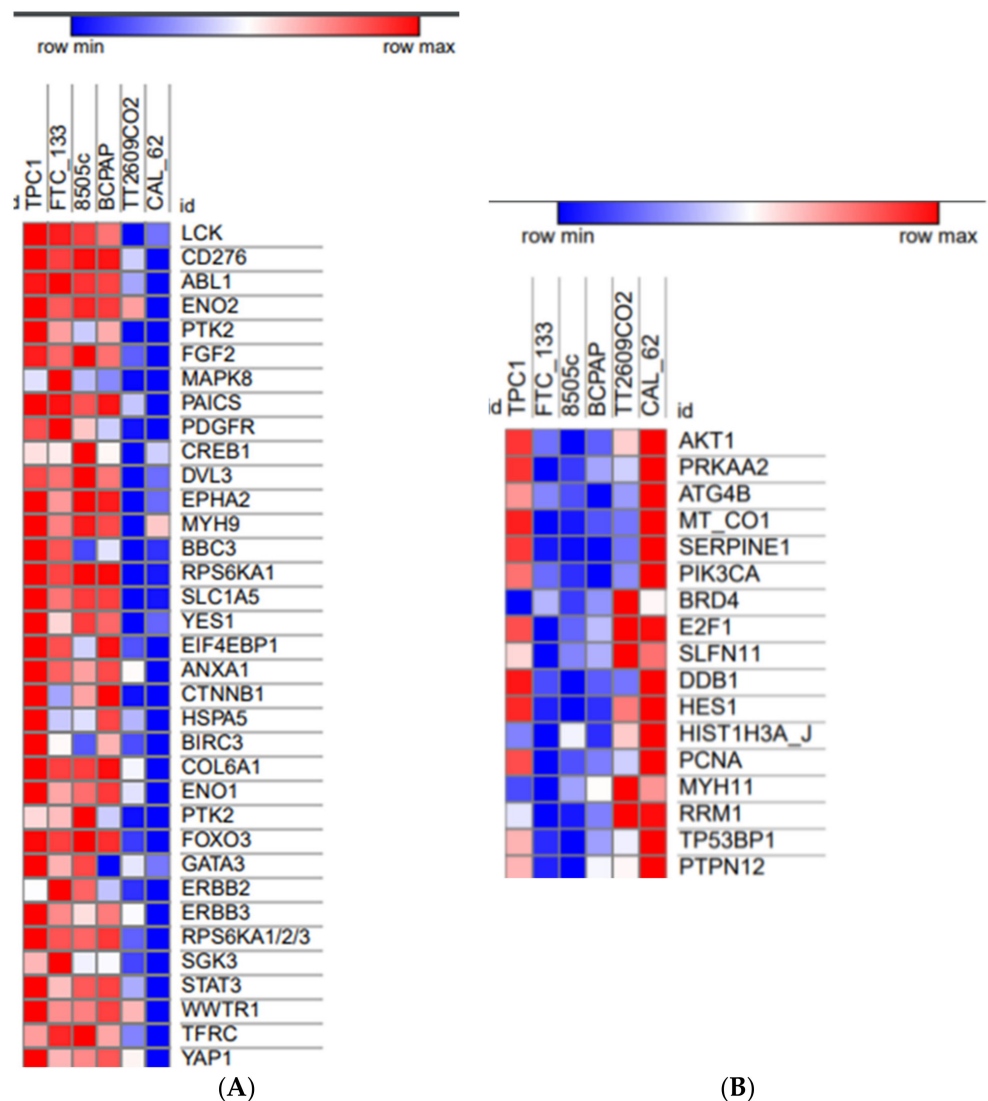 row min row max
TPC1 FTC_133 8505c BCPAP TT2609CO2 CAL_62
id
LCK
CD276
ABL1
ENO2
PTK2
FGF2
MAPK8
PAICS
PDGFR
CREB1
DVL3
EPHA2
MYH9
BBC3
RPS6KA1
SLC1A5
YES1
EIF4EBP1
ANXA1
CTNNB1
HSPA5
BIRC3
COL6A1
ENO1
PTK2
FOXO3
GATA3
ERBB2
ERBB3
RPS6KA1/2/3
SGK3
STAT3
WWTR1
TFRC
YAP1
(A)
row min row max
TPC1 FTC_133 8505c BCPAP TT2609CO2 CAL_62
id id
AKT1
PRKAA2
ATG4B
MT_CO1
SERPINE1
PIK3CA
BRD4
E2F1
SLFN11
DDB1
HES1
HIST1H3A_J
PCNA
MYH11
RRM1
TP53BP1
PTPN12
(B)